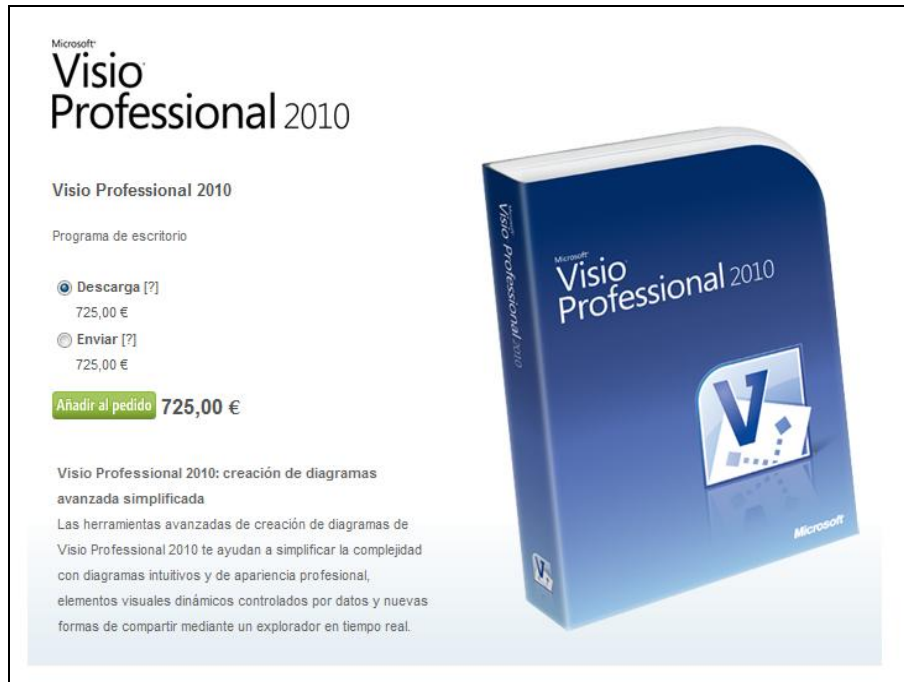 Microsoft®
Visio
Professional 2010
Visio Professional 2010
Programa de escritorio
Descarga [?]
725,00 €
Enviar [?]
725,00 €
Añadir al pedido 725,00 €
Visio Professional 2010: creación de diagramas
avanzada simplificada
Las herramientas avanzadas de creación de diagramas de
Visio Professional 2010 te ayudan a simplificar la complejidad
con diagramas intuitivos y de apariencia profesional,
elementos visuales dinámicos controlados por datos y nuevas
formas de compartir mediante un explorador en tiempo real.
Microsoft® Visio Professional 2010
Microsoft®
Visio
Professional 2010
V
Microsoft
V